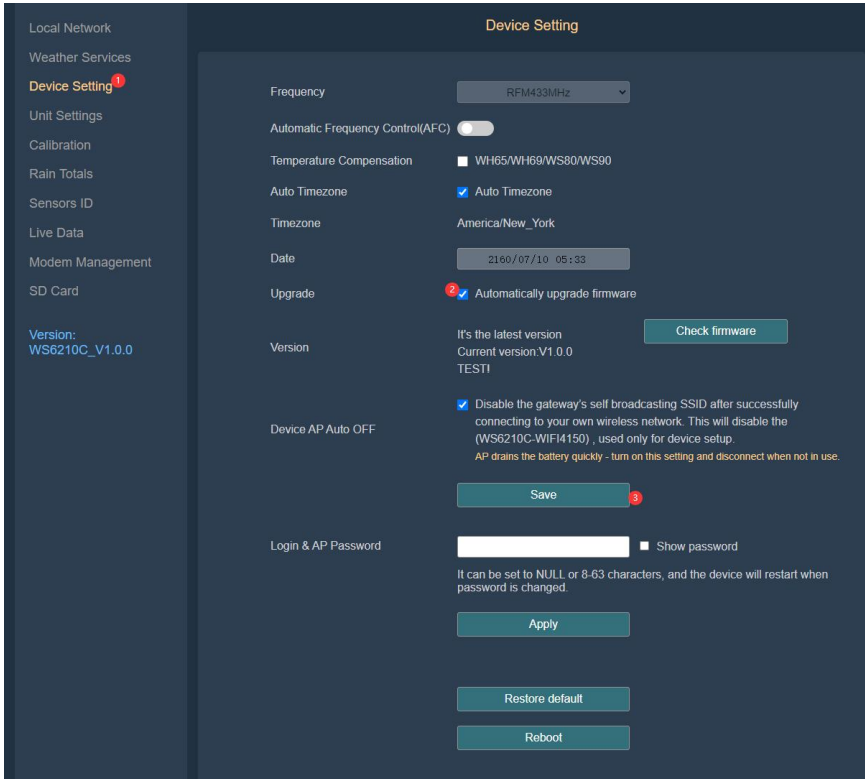 Device Setting
Local Network
Weather Services
Device Setting 1
Unit Settings
Calibration
Rain Totals
Sensors ID
Live Data
Modem Management
SD Card
Version:
WS6210C_V1.0.0
Frequency RFM433MHz
Automatic Frequency Control(AFC)
Temperature Compensation WH65/WH69/WS80/WS90
Auto Timezone Auto Timezone
Timezone America/New_York
Date 2160/07/10 05:33
Upgrade 2 Automatically upgrade firmware
Version
It's the latest version
Current version:V1.0.0
TEST!
Check firmware
Device AP Auto OFF
Disable the gateway's self broadcasting SSID after successfully
connecting to your own wireless network. This will disable the
(WS6210C-WIFI4150) , used only for device setup.
AP drains the battery quickly - turn on this setting and disconnect when not in use.
Save 3
Login & AP Password Show password
It can be set to NULL or 8-63 characters, and the device will restart when
password is changed.
Apply
Restore default
Reboot